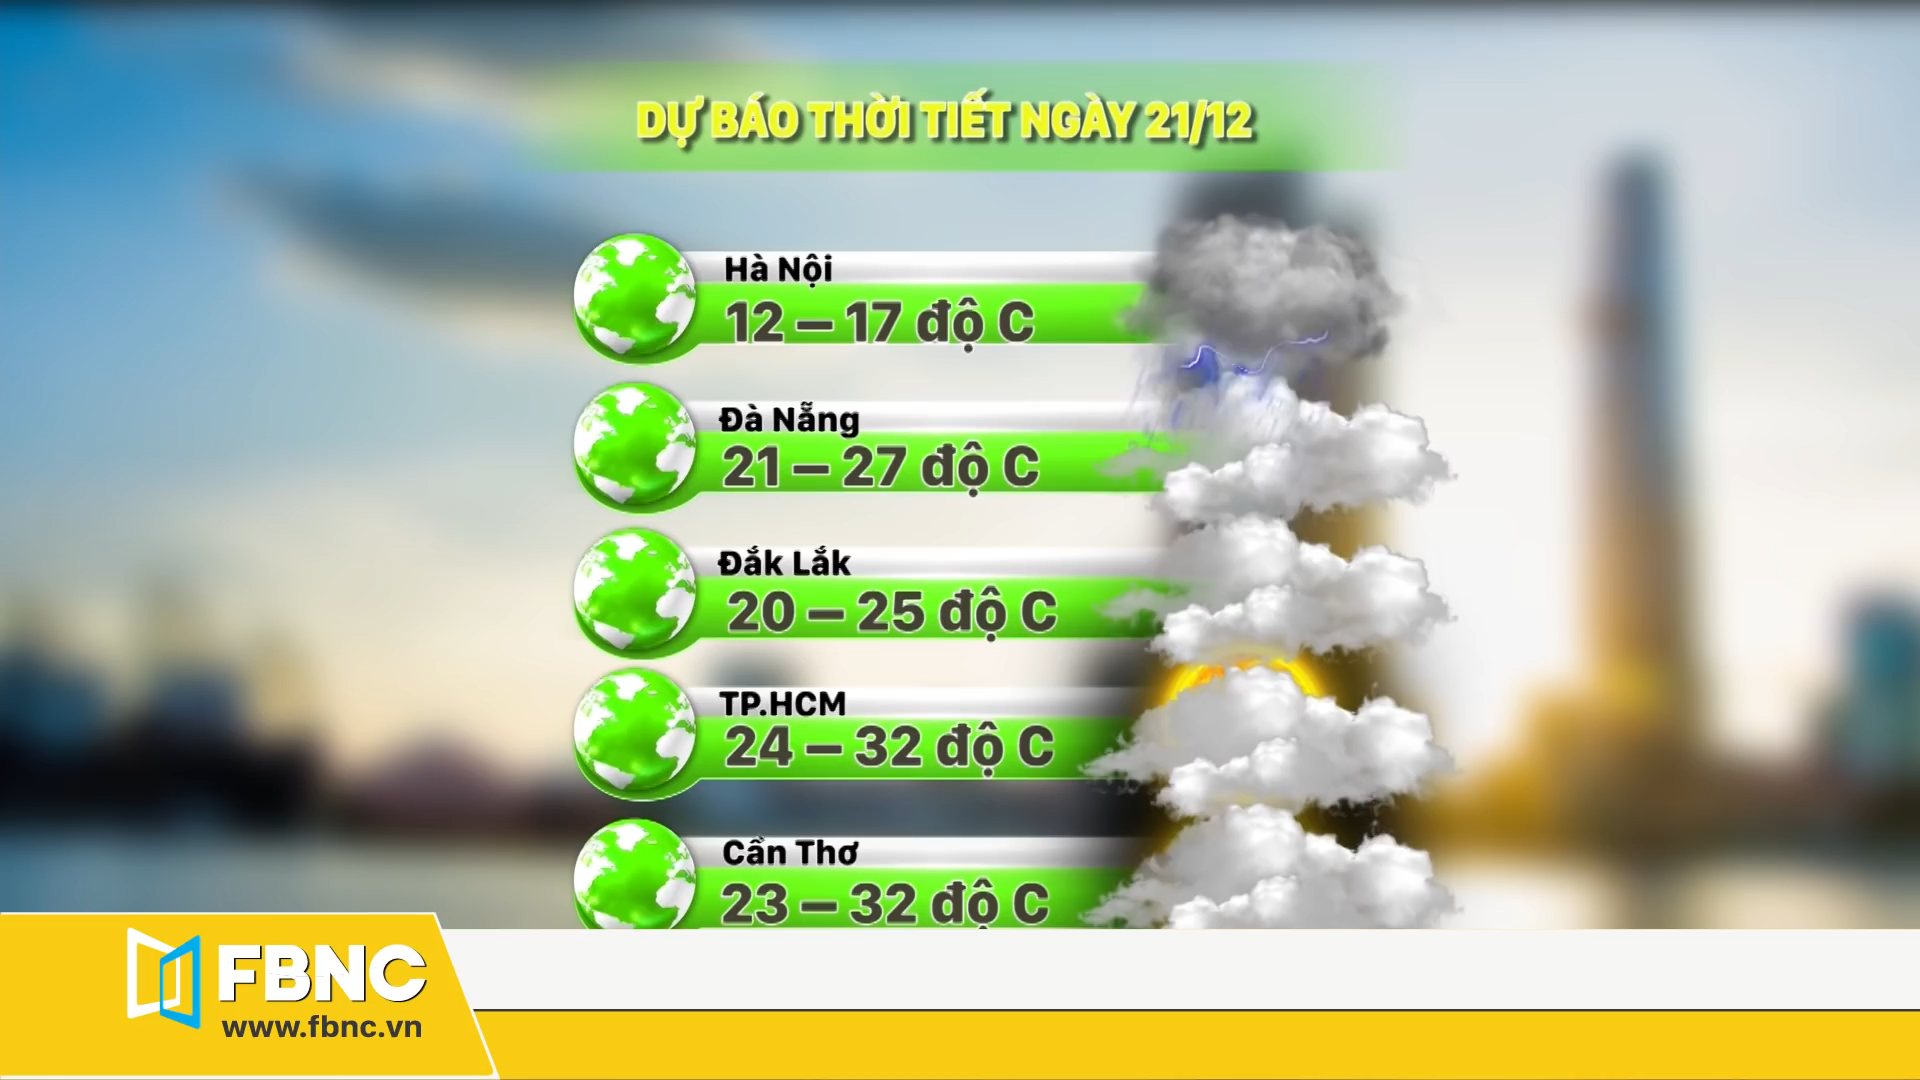 DỰ BÁO THỜI TIẾT NGÀY 21/12
Hà Nội
12 – 17 độ C
Đà Nẵng
21 – 27 độ C
Đắk Lắk
20 – 25 độ C
TP.HCM
24 – 32 độ C
Cần Thơ
23 – 32 độ C
FBNC
www.fbnc.vn